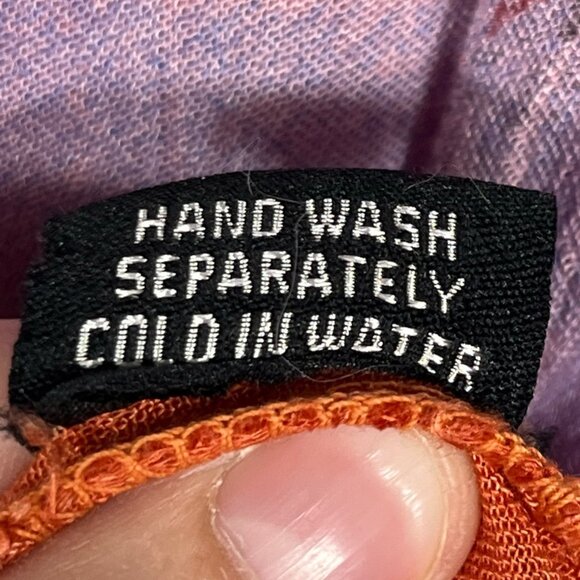 HAND WASH
SEPARATELY
COLD IN WATER